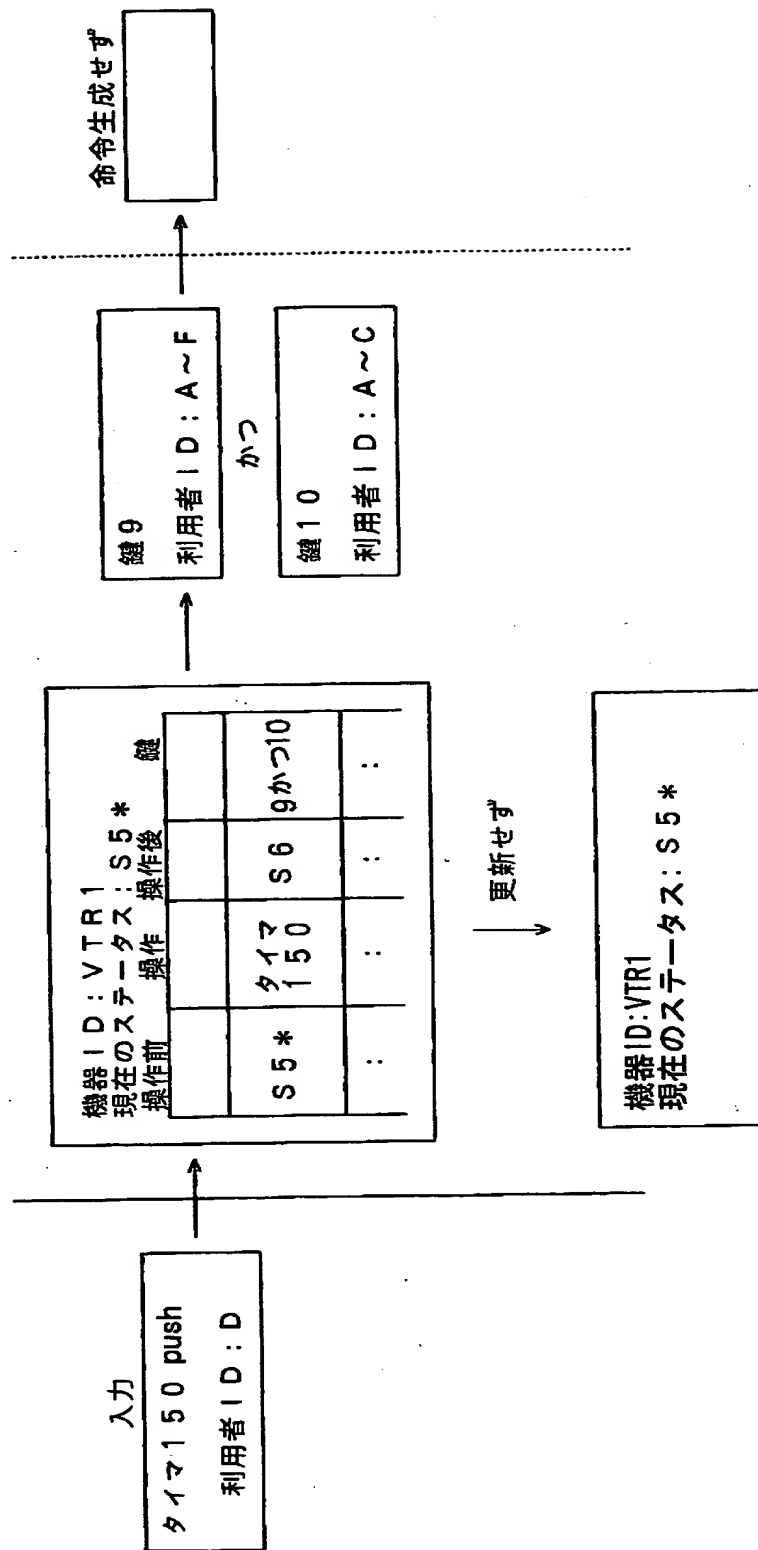 入力
タイマ150 push
利用者ID:D
機器ID:VTR1
現在のステータス:S5*
操作前 操作 操作後 鍵
S5* タイマ150 S6 9かつ10
: : : :
更新せず
機器ID:VTR1
現在のステータス:S5*
鍵9
利用者ID:A~F
かつ
鍵10
利用者ID:A~C
命令生成せず